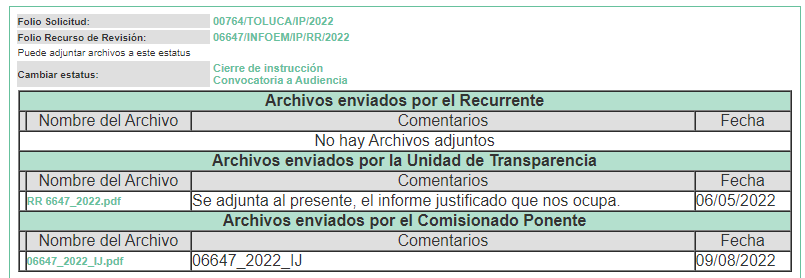 Folio Solicitud: 00764/TOLUCA/IP/2022
Folio Recurso de Revisión: 06647/INFOEM/IP/RR/2022
Puede adjuntar archivos a este estatus
Cambiar estatus: Cierre de instrucción
Convocatoria a Audiencia
Archivos enviados por el Recurrente
Nombre del Archivo Comentarios Fecha
No hay Archivos adjuntos
Archivos enviados por la Unidad de Transparencia
Nombre del Archivo Comentarios Fecha
RR 6647_2022.pdf Se adjunta al presente, el informe justificado que nos ocupa. 06/05/2022
Archivos enviados por el Comisionado Ponente
Nombre del Archivo Comentarios Fecha
06647_2022_IJ.pdf 06647_2022_IJ 09/08/2022